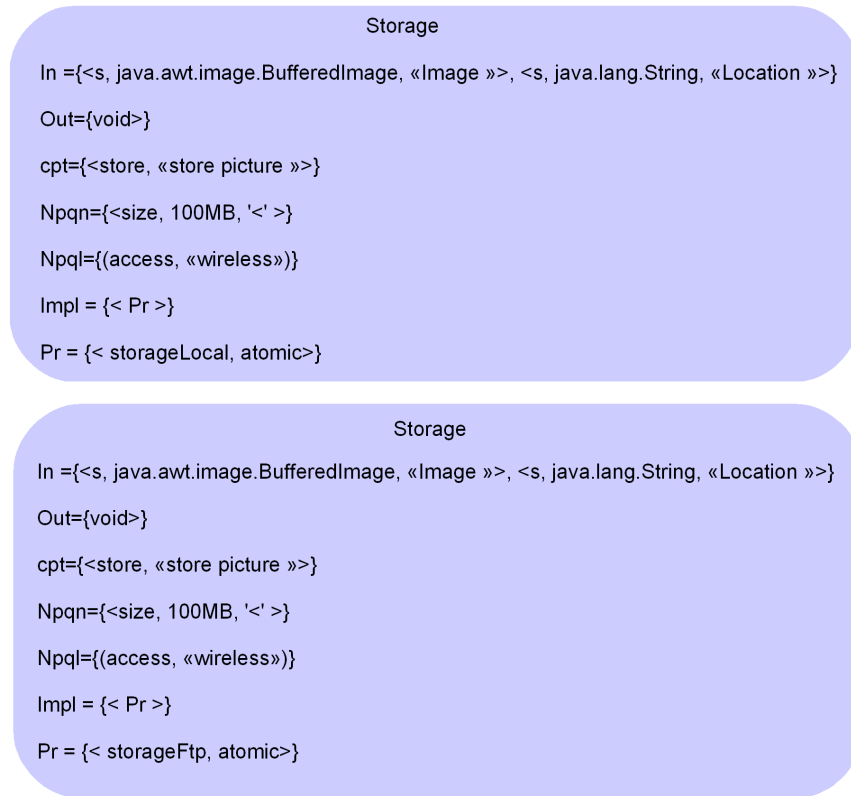 Storage
In ={<s, java.awt.image.BufferedImage, «Image »>, <s, java.lang.String, «Location »>}
Out={void>}
cpt={<store, «store picture »>}
Npqn={<size, 100MB, '<' >}
Npql={(access, «wireless»)}
Impl = {< Pr >}
Pr = {< storageLocal, atomic>}
Storage
In ={<s, java.awt.image.BufferedImage, «Image »>, <s, java.lang.String, «Location »>}
Out={void>}
cpt={<store, «store picture »>}
Npqn={<size, 100MB, '<' >}
Npql={(access, «wireless»)}
Impl = {< Pr >}
Pr = {< storageFtp, atomic>}